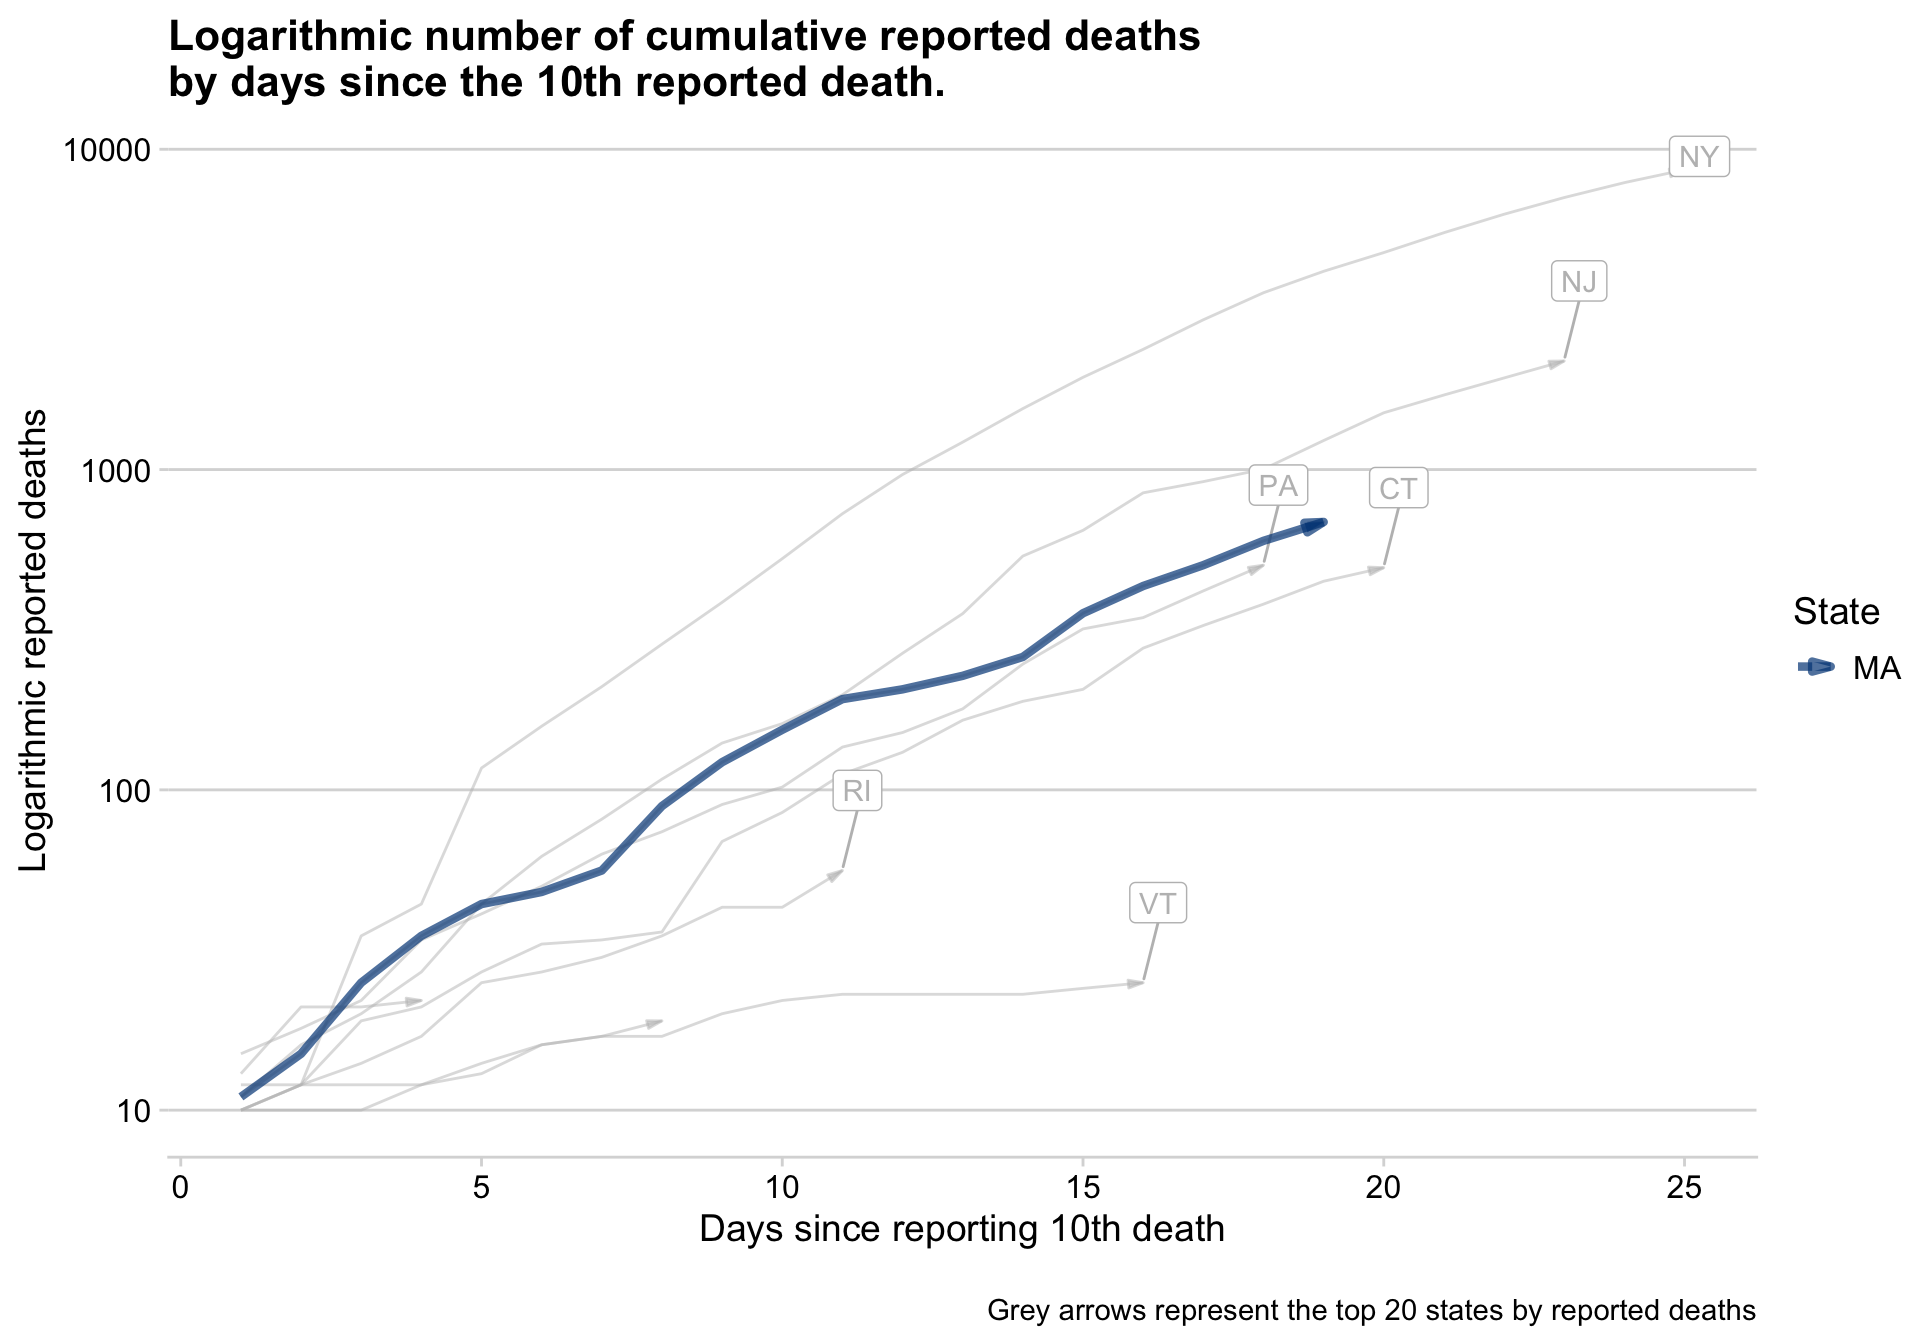 Logarithmic number of cumulative reported deaths
by days since the 10th reported death.
10000
1000
100
10
Logarithmic reported deaths
NY
NJ
PA
CT
RI
VT
State
MA
0 5 10 15 20 25
Days since reporting 10th death
Grey arrows represent the top 20 states by reported deaths